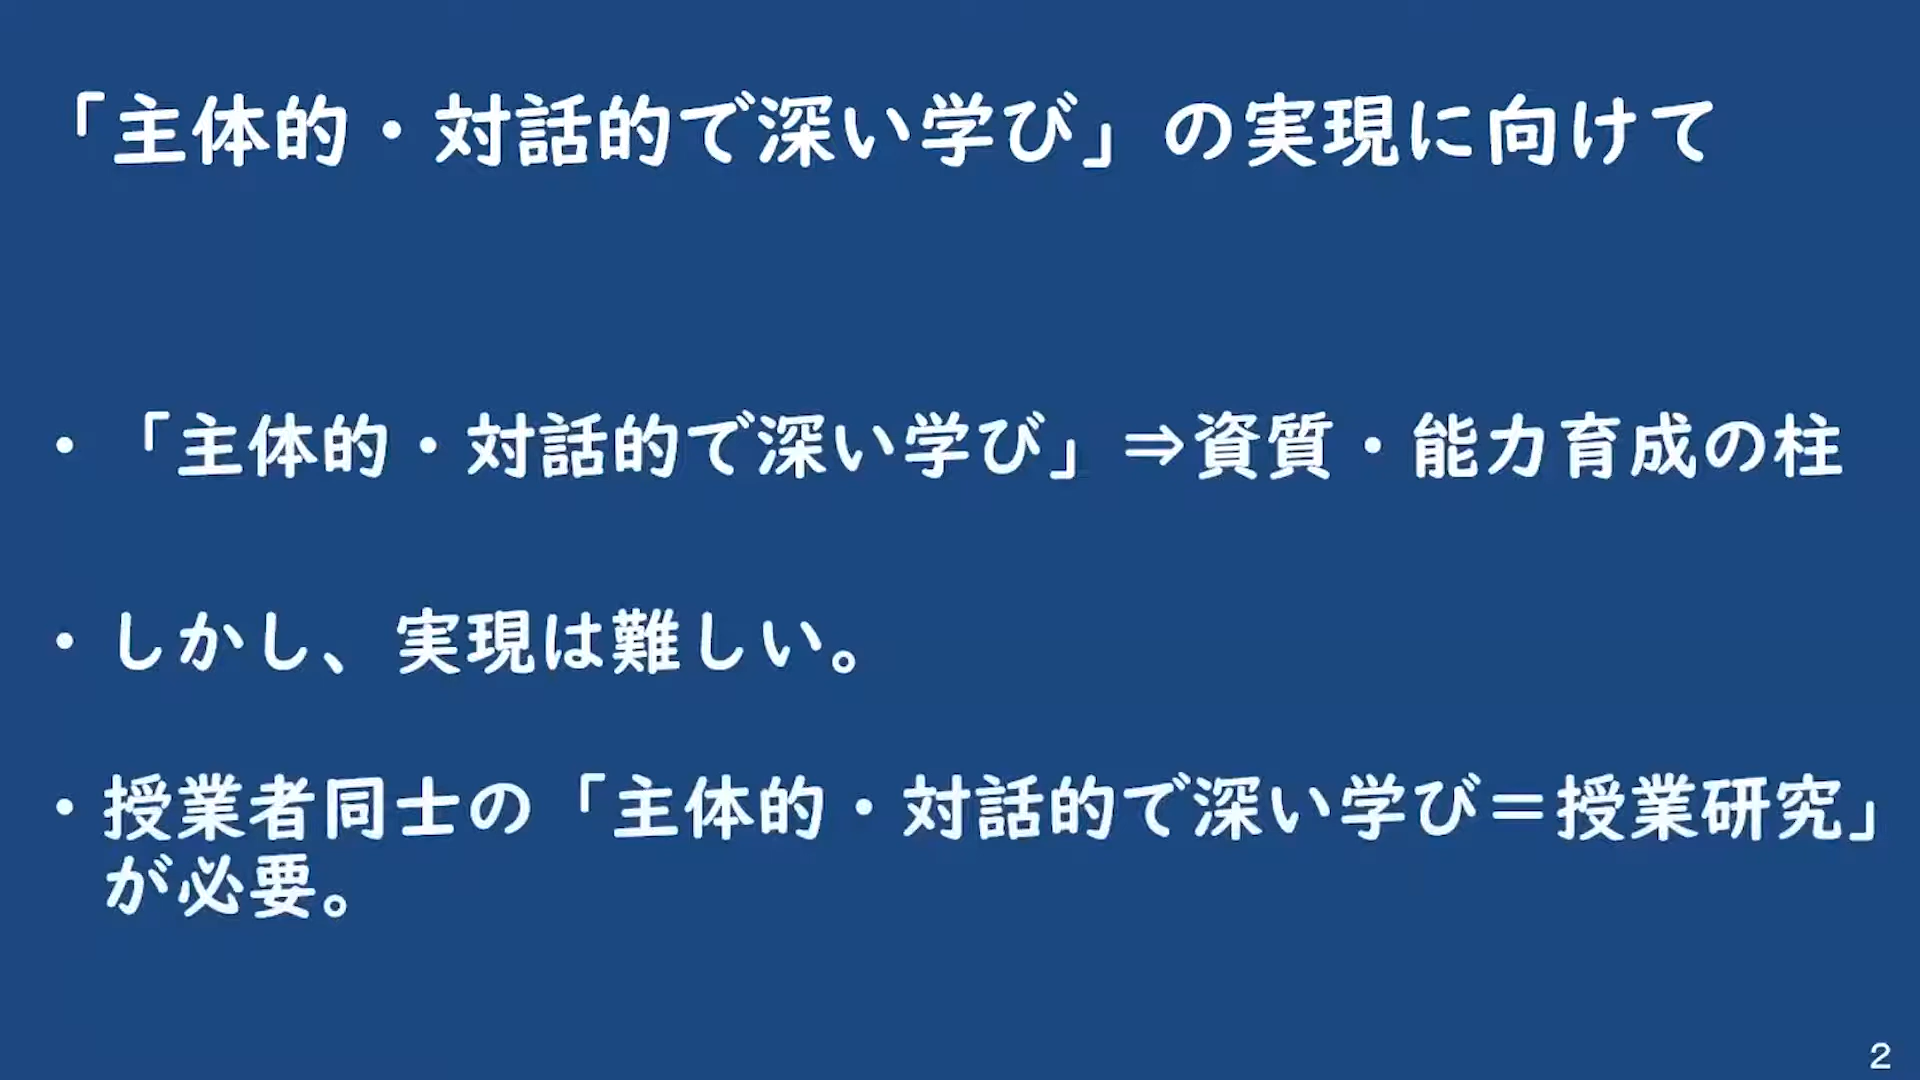 「主体的・対話的で深い学び」の実現に向けて
・「主体的・対話的で深い学び」⇒資質・能力育成の柱
・しかし、実現は難しい。
・授業者同士の「主体的・対話的で深い学び＝授業研究」
が必要。
2